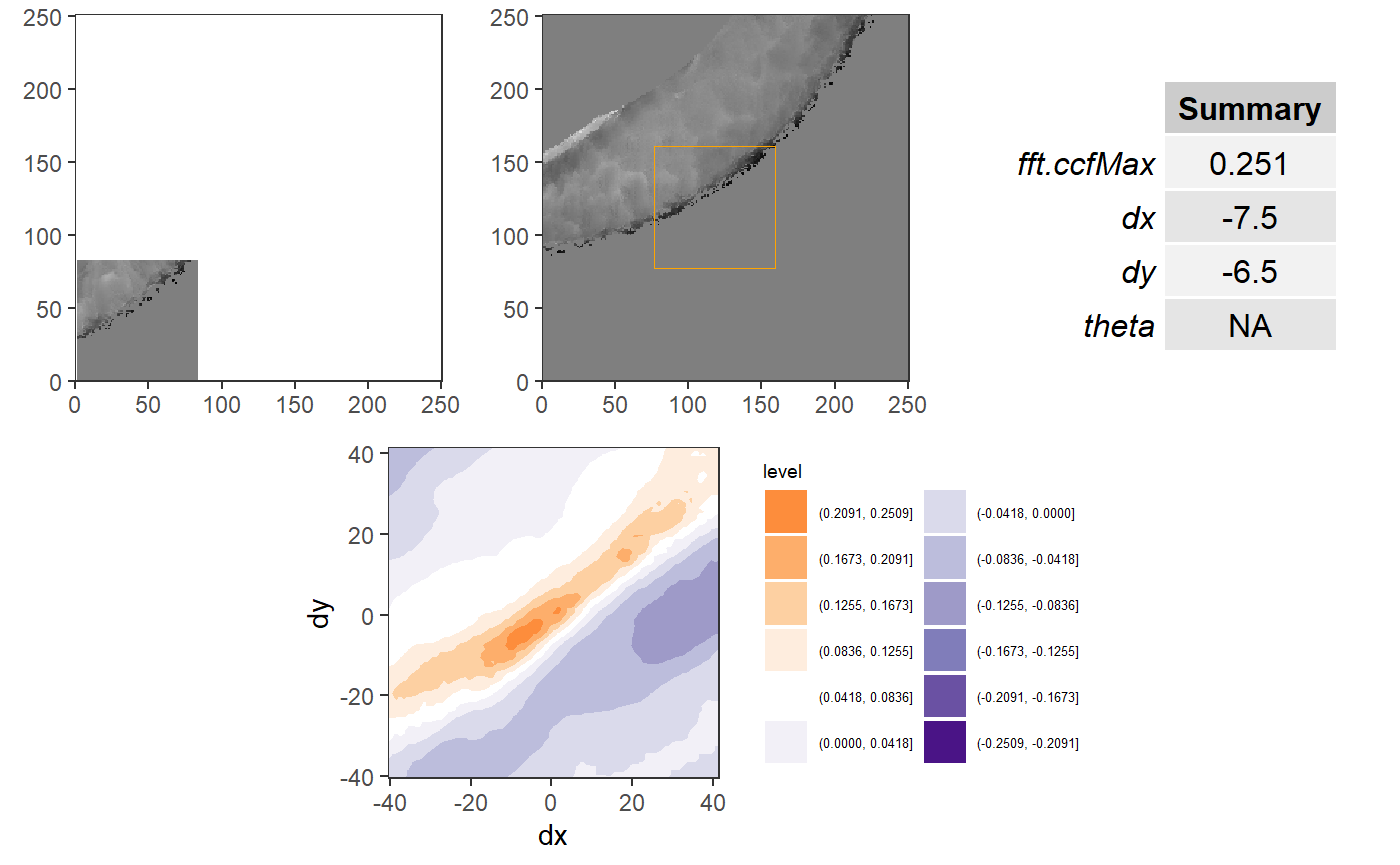 250
200
150
100
50
0
0 50 100 150 200 250
250
200
150
100
50
0
0 50 100 150 200 250
Summary
fft.ccfMax 0.251
dx -7.5
dy -6.5
theta NA
40
20
0
-20
-40
dy
-40 -20 0 20 40
dx
level
(0.2091, 0.2509] (-0.0418, 0.0000]
(0.1673, 0.2091] (-0.0836, -0.0418]
(0.1255, 0.1673] (-0.1255, -0.0836]
(0.0836, 0.1255] (-0.1673, -0.1255]
(0.0418, 0.0836] (-0.2091, -0.1673]
(0.0000, 0.0418] (-0.2509, -0.2091]